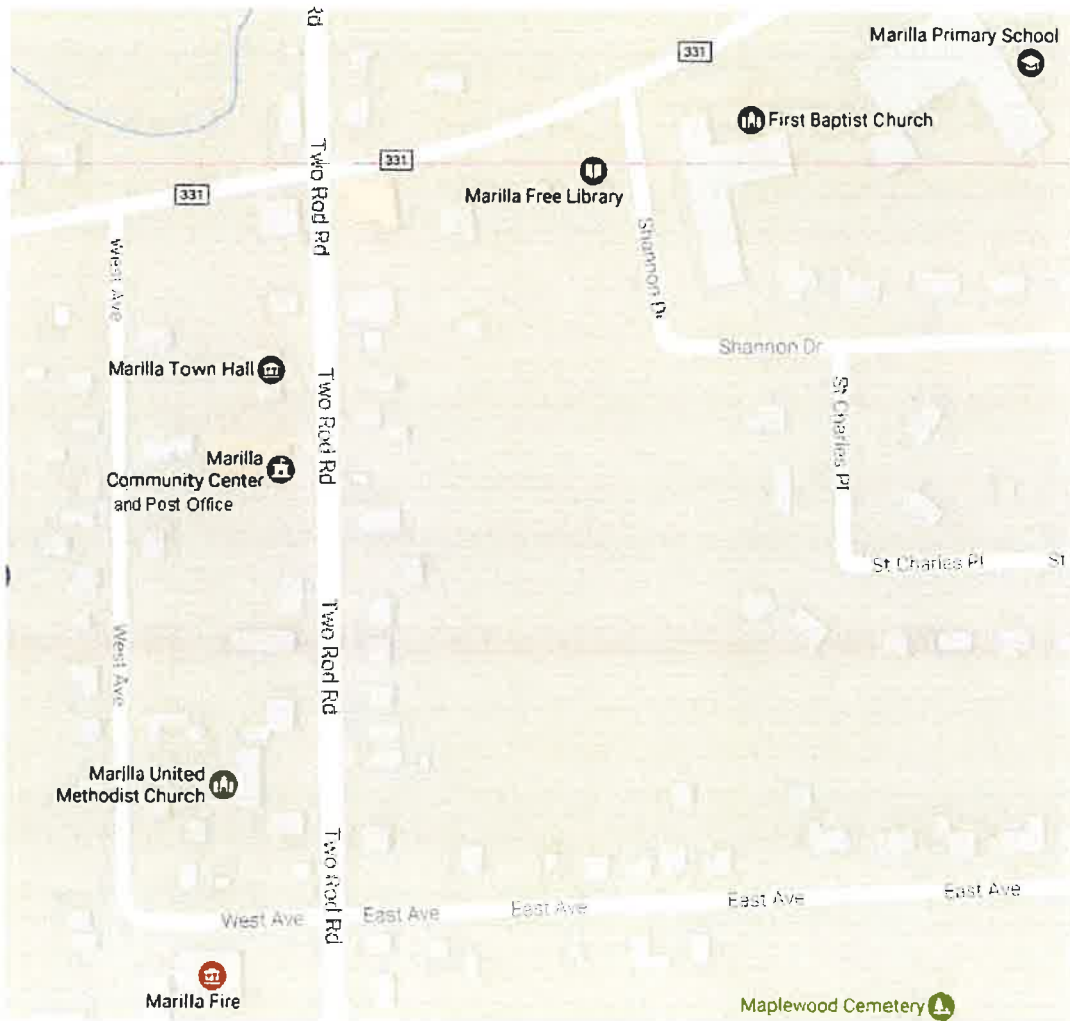 Rd
331
Marilla Primary School
First Baptist Church
Two Rod Rd
331
331
Marilla Free Library
West Ave
Shannon Dr
Shannon Dr
Marilla Town Hall
Two Rod Rd
St Charles Pl
Marilla
Community Center
and Post Office
St Charles Pl
St
Two Rod Rd
West Ave
Marilla United
Methodist Church
Two Rod Rd
West Ave
East Ave
East Ave
East Ave
East Ave
Marilla Fire
Maplewood Cemetery